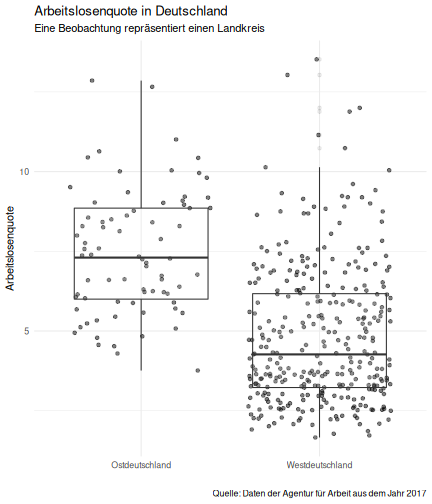 Arbeitslosenquote in Deutschland
Eine Beobachtung repräsentiert einen Landkreis
Arbeitslosenquote
10
5
Ostdeutschland
Westdeutschland
Quelle: Daten der Agentur für Arbeit aus dem Jahr 2017